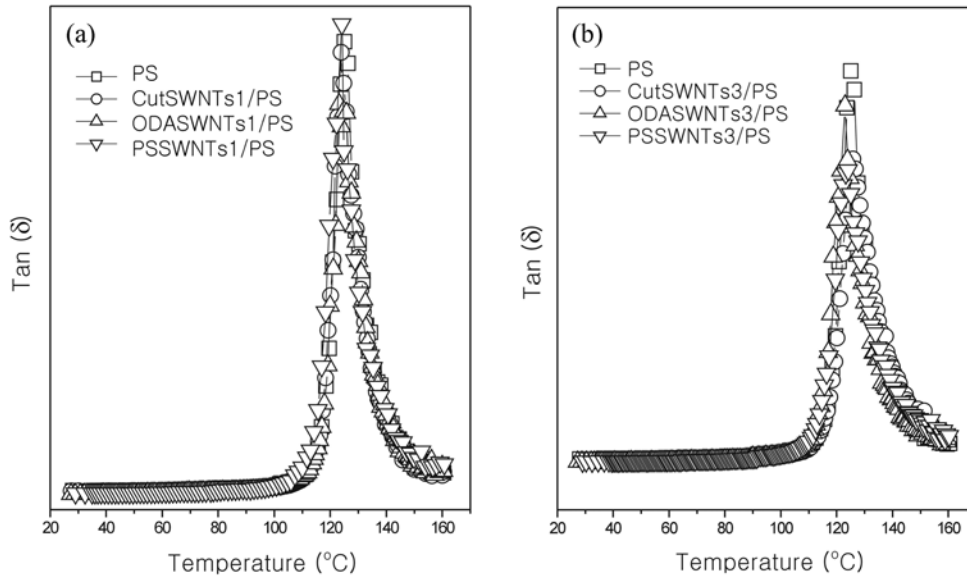 (a)
PS
CutSWNTs1/PS
ODASWNTs1/PS
PSSWNTs1/PS
Tan (δ)
20 40 60 80 100 120 140 160
Temperature (°C)
(b)
PS
CutSWNTs3/PS
ODASWNTs3/PS
PSSWNTs3/PS
Tan (δ)
20 40 60 80 100 120 140 160
Temperature (°C)